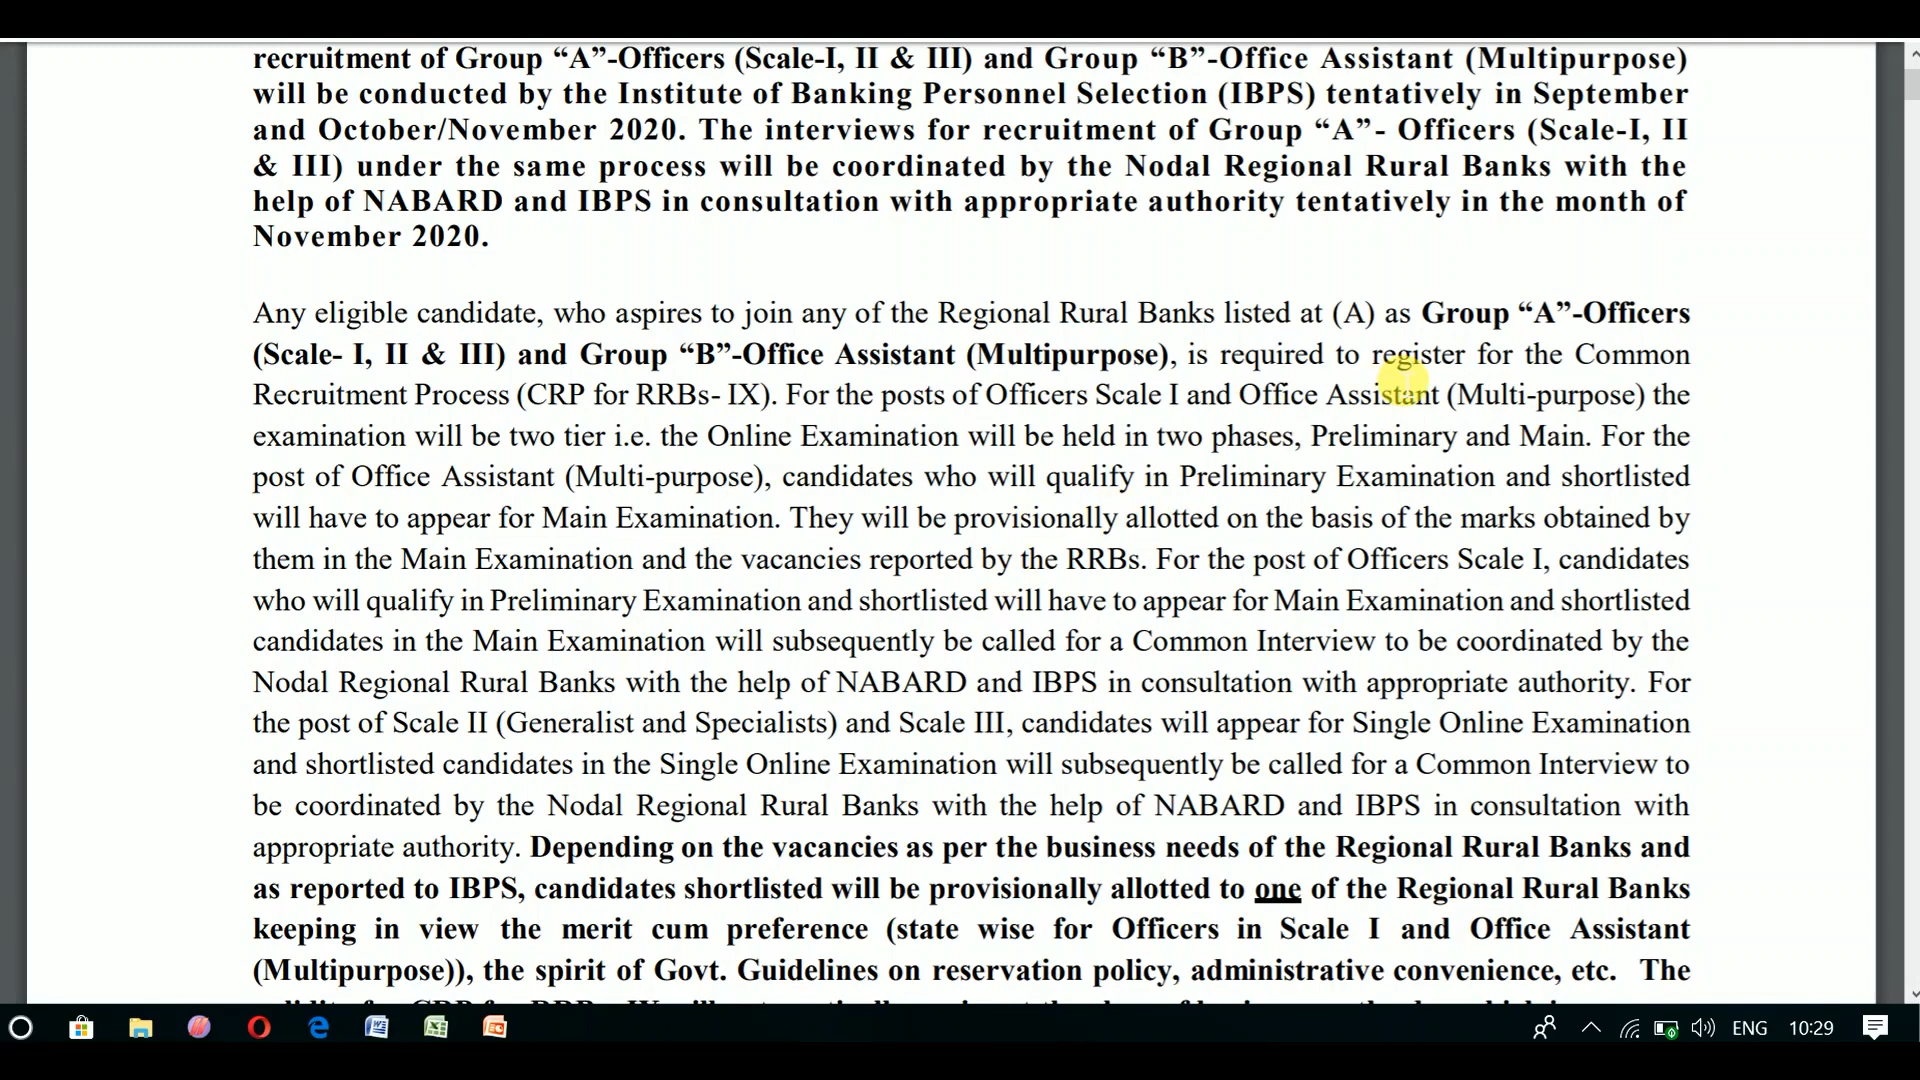 recruitment of Group “A”-Officers (Scale-I, II & III) and Group “B”-Office Assistant (Multipurpose)
will be conducted by the Institute of Banking Personnel Selection (IBPS) tentatively in September
and October/November 2020. The interviews for recruitment of Group “A”- Officers (Scale-I, II
& III) under the same process will be coordinated by the Nodal Regional Rural Banks with the
help of NABARD and IBPS in consultation with appropriate authority tentatively in the month of
November 2020.
Any eligible candidate, who aspires to join any of the Regional Rural Banks listed at (A) as Group “A”-Officers
(Scale- I, II & III) and Group “B”-Office Assistant (Multipurpose), is required to register for the Common
Recruitment Process (CRP for RRBs- IX). For the posts of Officers Scale I and Office Assistant (Multi-purpose) the
examination will be two tier i.e. the Online Examination will be held in two phases, Preliminary and Main. For the
post of Office Assistant (Multi-purpose), candidates who will qualify in Preliminary Examination and shortlisted
will have to appear for Main Examination. They will be provisionally allotted on the basis of the marks obtained by
them in the Main Examination and the vacancies reported by the RRBs. For the post of Officers Scale I, candidates
who will qualify in Preliminary Examination and shortlisted will have to appear for Main Examination and shortlisted
candidates in the Main Examination will subsequently be called for a Common Interview to be coordinated by the
Nodal Regional Rural Banks with the help of NABARD and IBPS in consultation with appropriate authority. For
the post of Scale II (Generalist and Specialists) and Scale III, candidates will appear for Single Online Examination
and shortlisted candidates in the Single Online Examination will subsequently be called for a Common Interview to
be coordinated by the Nodal Regional Rural Banks with the help of NABARD and IBPS in consultation with
appropriate authority. Depending on the vacancies as per the business needs of the Regional Rural Banks and
as reported to IBPS, candidates shortlisted will be provisionally allotted to one of the Regional Rural Banks
keeping in view the merit cum preference (state wise for Officers in Scale I and Office Assistant
(Multipurpose)), the spirit of Govt. Guidelines on reservation policy, administrative convenience, etc. The
ENG 10:29